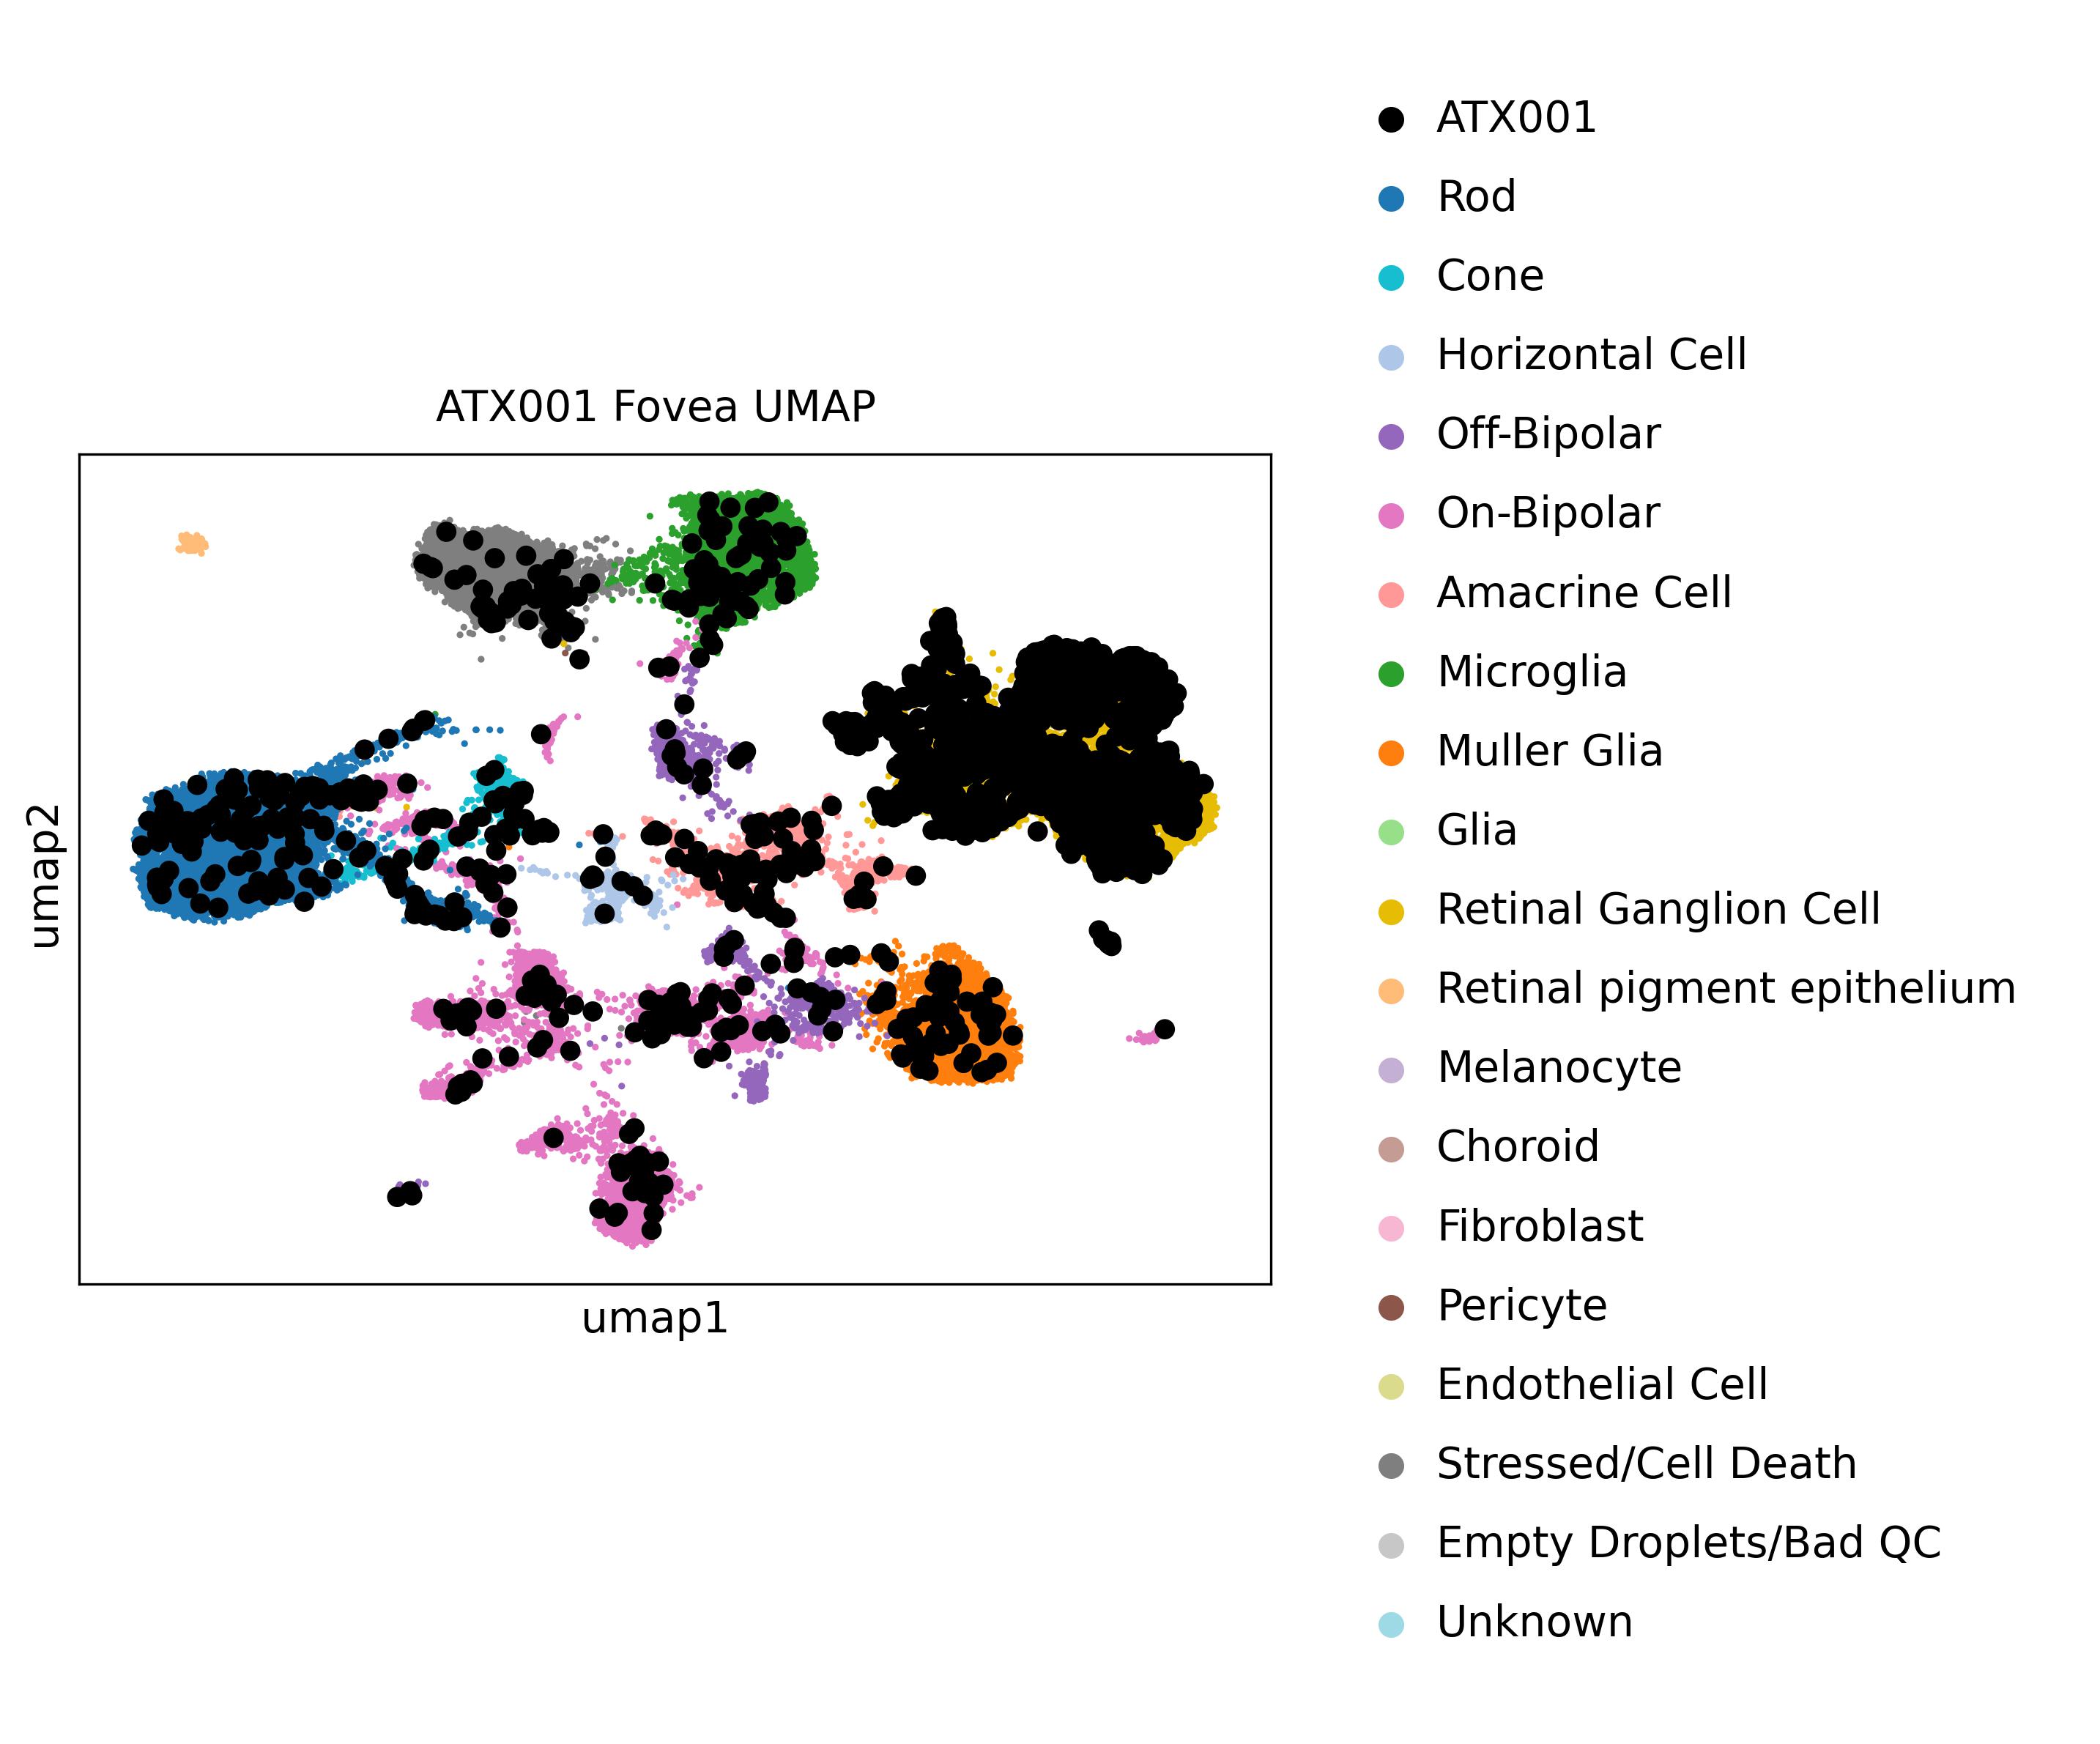 ATX001 Fovea UMAP
umap2
umap1
ATX001
Rod
Cone
Horizontal Cell
Off-Bipolar
On-Bipolar
Amacrine Cell
Microglia
Muller Glia
Glia
Retinal Ganglion Cell
Retinal pigment epithelium
Melanocyte
Choroid
Fibroblast
Pericyte
Endothelial Cell
Stressed/Cell Death
Empty Droplets/Bad QC
Unknown